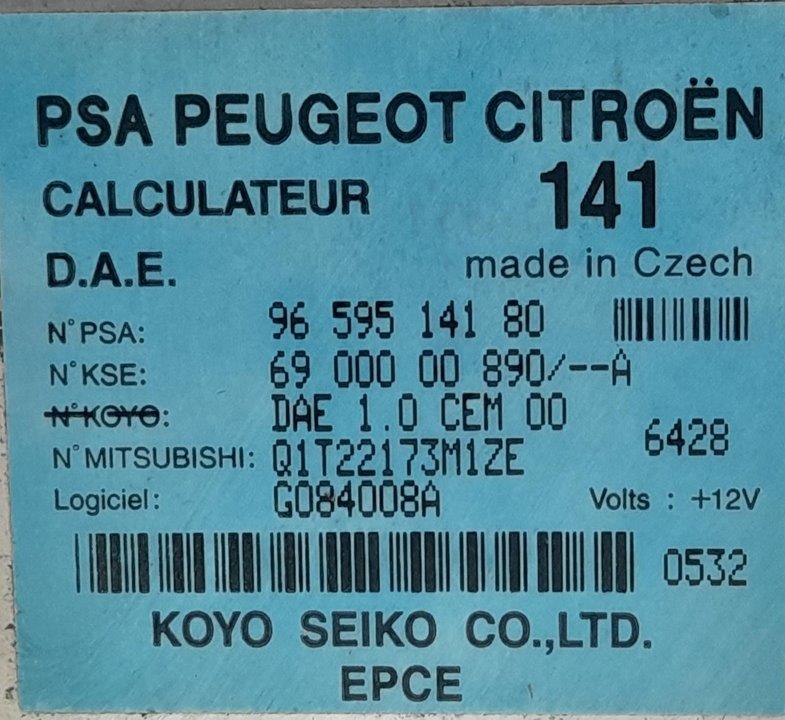 PSA PEUGEOT CITROËN
CALCULATEUR 141
D.A.E. made in Czech
N°PSA: 96 595 141 80
N°KSE: 69 000 00 890/--A
N°KOYO: DAE 1.0 CEM 00
6428
N°MITSUBISHI: Q1T22173M1ZE
Logiciel: G084008A Volts : +12V
0532
KOYO SEIKO CO.,LTD.
EPCE